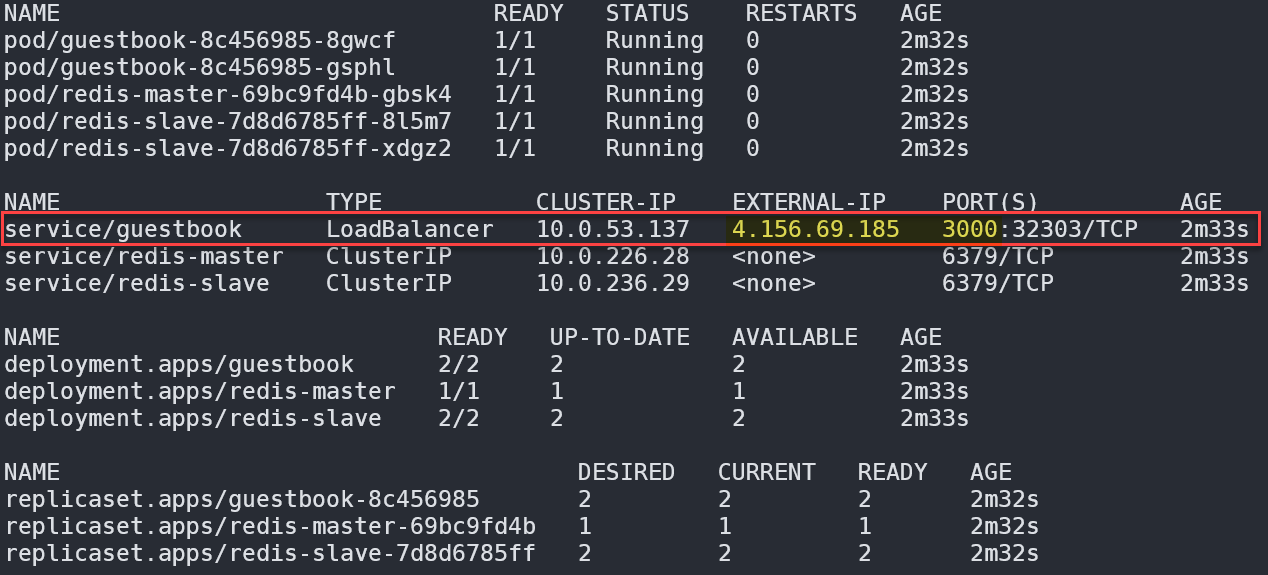 NAME READY STATUS RESTARTS AGE
pod/guestbook-8c456985-8gwcf 1/1 Running 0 2m32s
pod/guestbook-8c456985-gsphl 1/1 Running 0 2m32s
pod/redis-master-69bc9fd4b-gbsk4 1/1 Running 0 2m32s
pod/redis-slave-7d8d6785ff-8l5m7 1/1 Running 0 2m32s
pod/redis-slave-7d8d6785ff-xdgz2 1/1 Running 0 2m32s
NAME TYPE CLUSTER-IP EXTERNAL-IP PORT(S) AGE
service/guestbook LoadBalancer 10.0.53.137 4.156.69.185 3000:32303/TCP 2m33s
service/redis-master ClusterIP 10.0.226.28 <none> 6379/TCP 2m33s
service/redis-slave ClusterIP 10.0.236.29 <none> 6379/TCP 2m33s
NAME READY UP-TO-DATE AVAILABLE AGE
deployment.apps/guestbook 2/2 2 2 2m33s
deployment.apps/redis-master 1/1 1 1 2m33s
deployment.apps/redis-slave 2/2 2 2 2m33s
NAME DESIRED CURRENT READY AGE
replicaset.apps/guestbook-8c456985 2 2 2 2m32s
replicaset.apps/redis-master-69bc9fd4b 1 1 1 2m32s
replicaset.apps/redis-slave-7d8d6785ff 2 2 2 2m32s